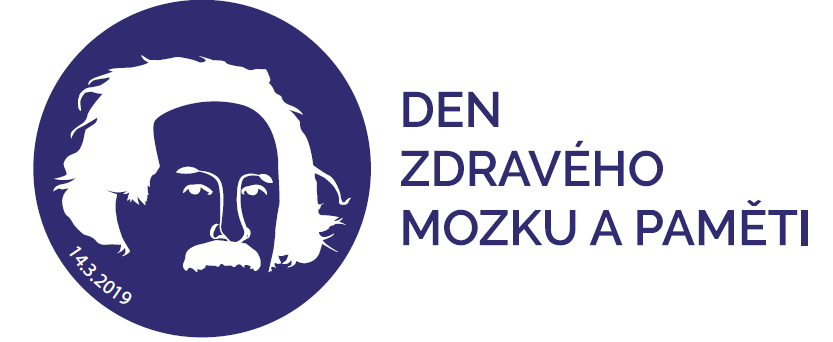 DEN
ZDRAVÉHO
MOZKU A PAMĚTI
14.3.2019